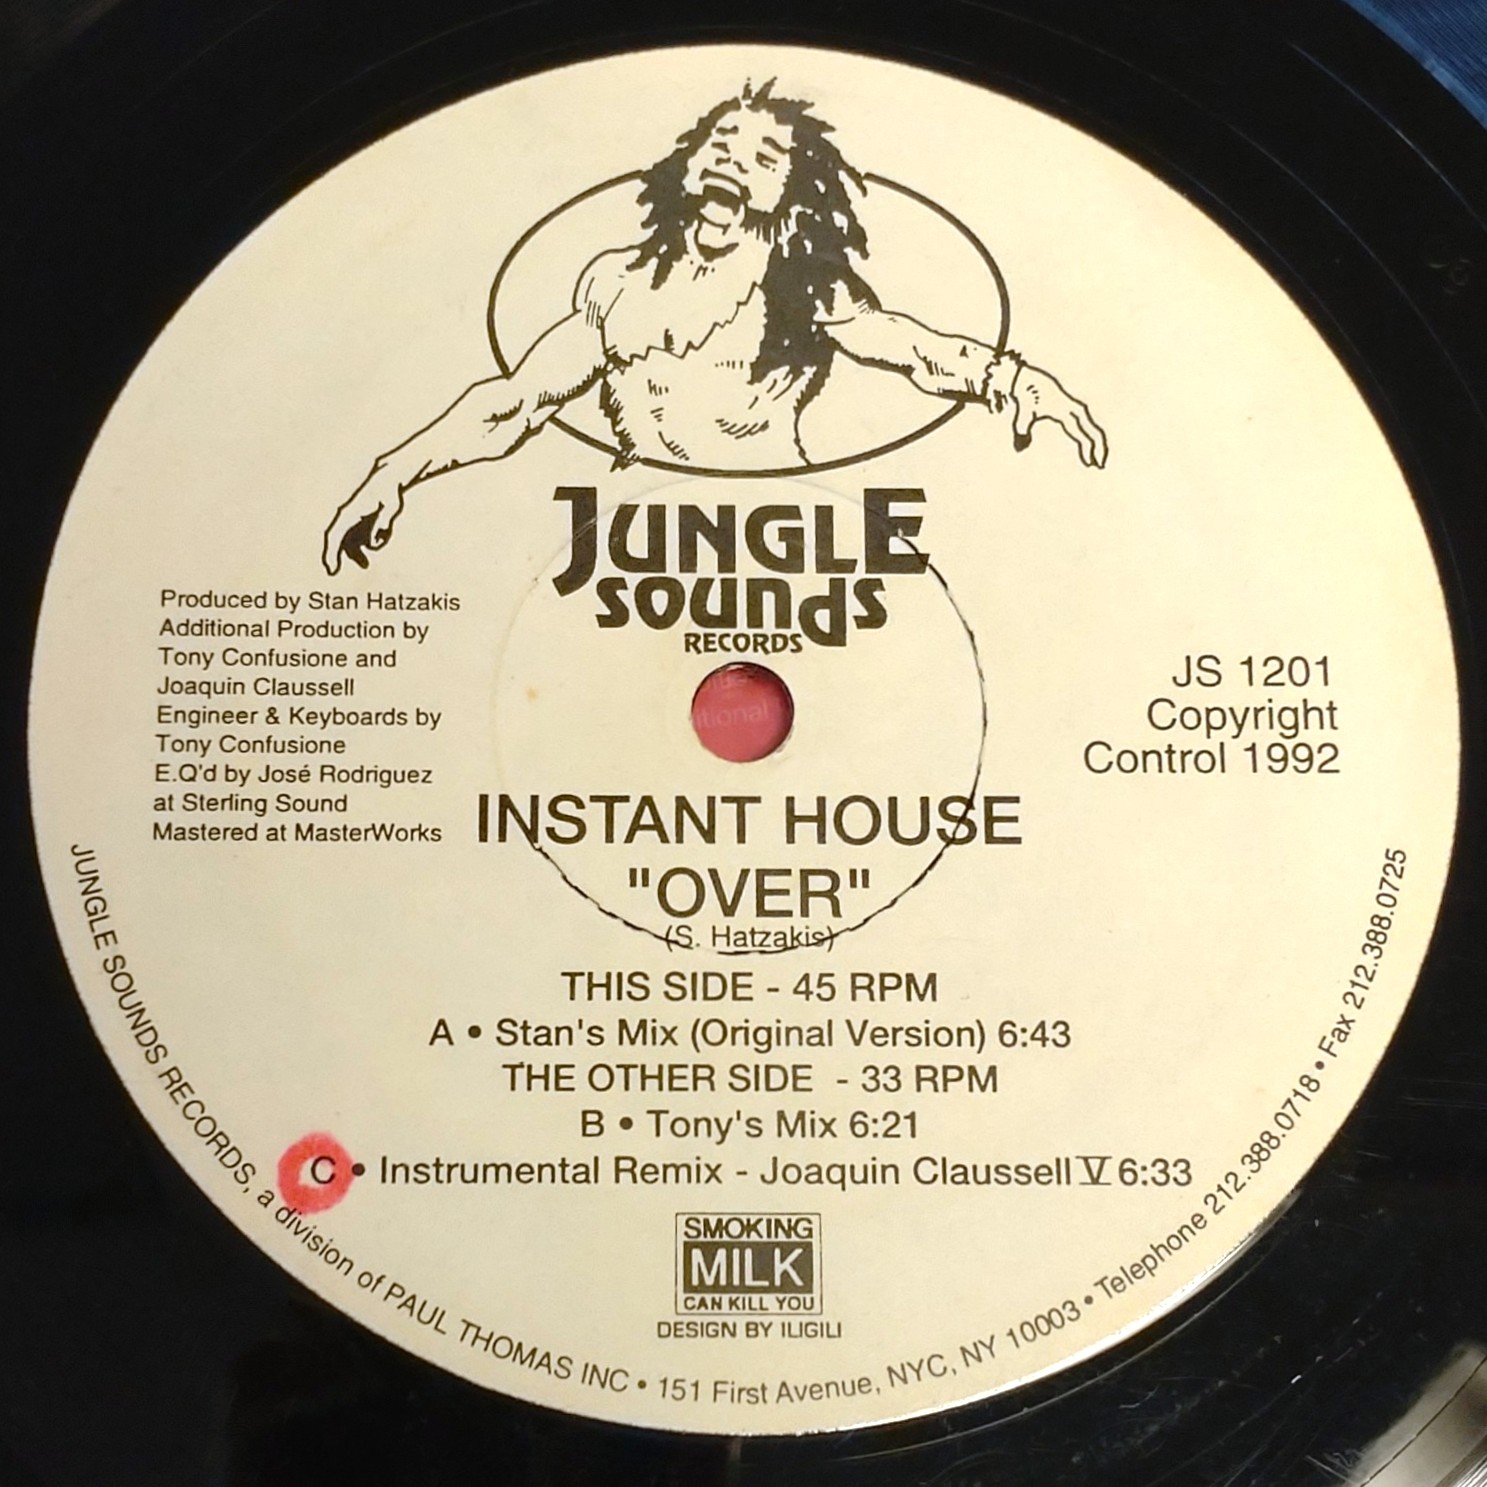 JUNGLE
SOUNDS
RECORDS
Produced by Stan Hatzakis
Additional Production by
Tony Confusione and
Joaquin Claussell
Engineer & Keyboards by
Tony Confusione
E.Q'd by José Rodriguez
at Sterling Sound
Mastered at MasterWorks
JS 1201
Copyright
Control 1992
itional
INSTANT HOUSE
"OVER"
(S. Hatzakis)
THIS SIDE - 45 RPM
A • Stan's Mix (Original Version) 6:43
THE OTHER SIDE - 33 RPM
B • Tony's Mix 6:21
C • Instrumental Remix - Joaquin Claussell V 6:33
SMOKING
MILK
CAN KILL YOU
DESIGN BY ILIGILI
JUNGLE SOUNDS RECORDS, a division of PAUL THOMAS INC • 151 First Avenue, NYC, NY 10003 • Telephone 212.388.0718 • Fax 212.388.0725